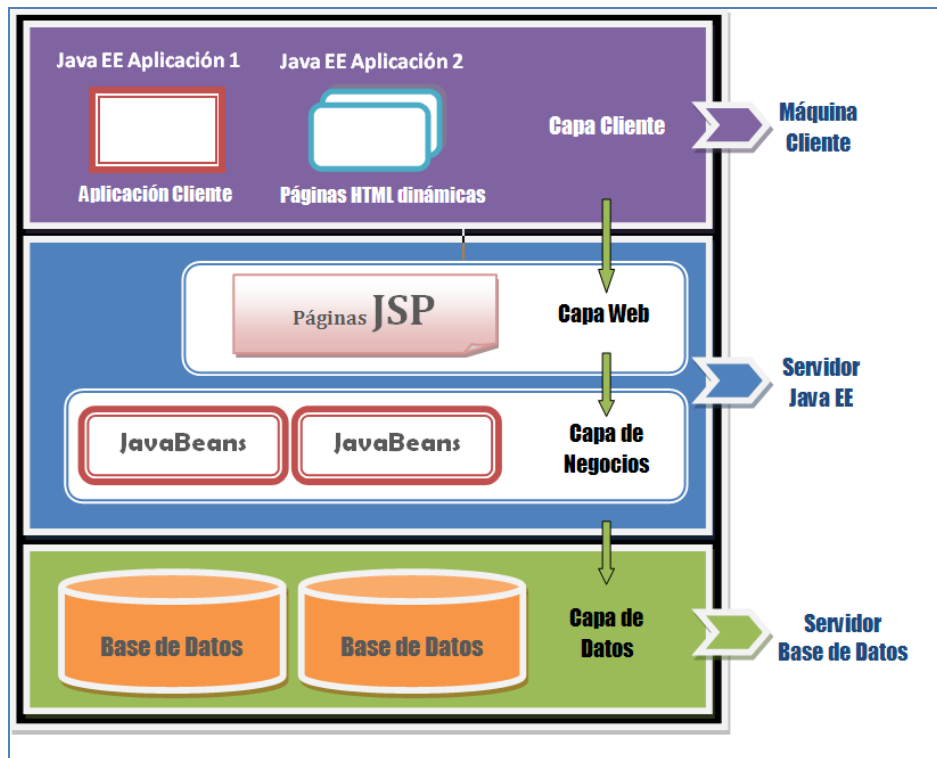 Java EE Aplicación 1
Java EE Aplicación 2
Aplicación Cliente
Páginas HTML dinámicas
Capa Cliente
Máquina
Cliente
Páginas JSP
Capa Web
Servidor
Java EE
JavaBeans
JavaBeans
Capa de
Negocios
Base de Datos
Base de Datos
Capa de
Datos
Servidor
Base de Datos